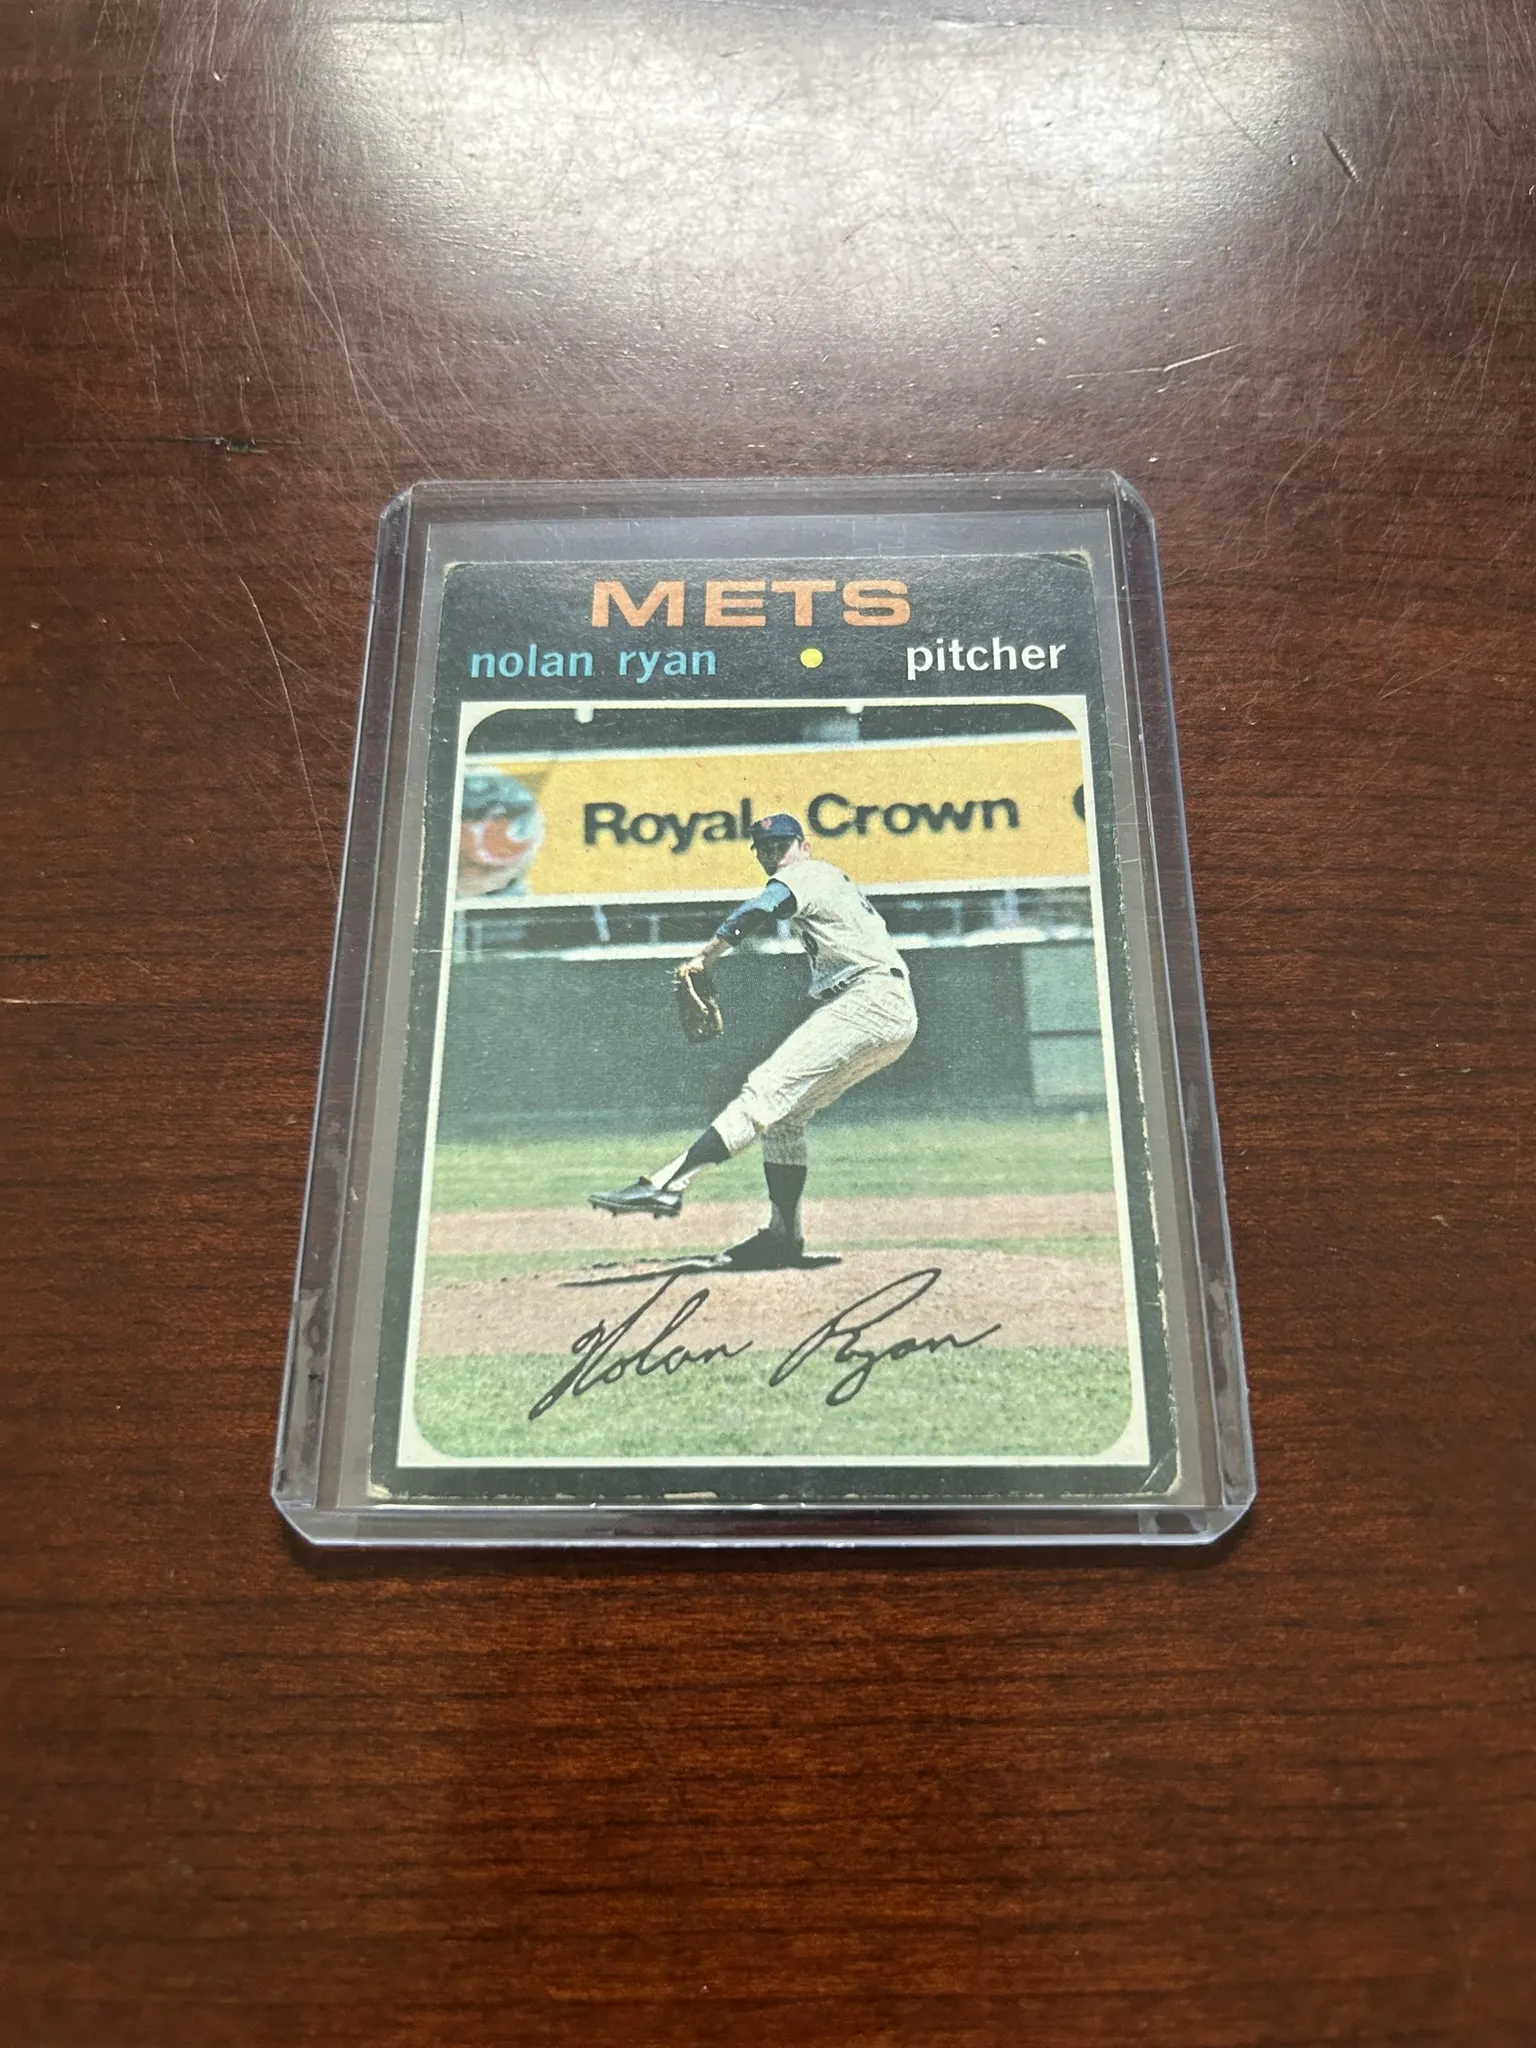 METS
nolan ryan • pitcher
Royal Crown
Nolan Ryan